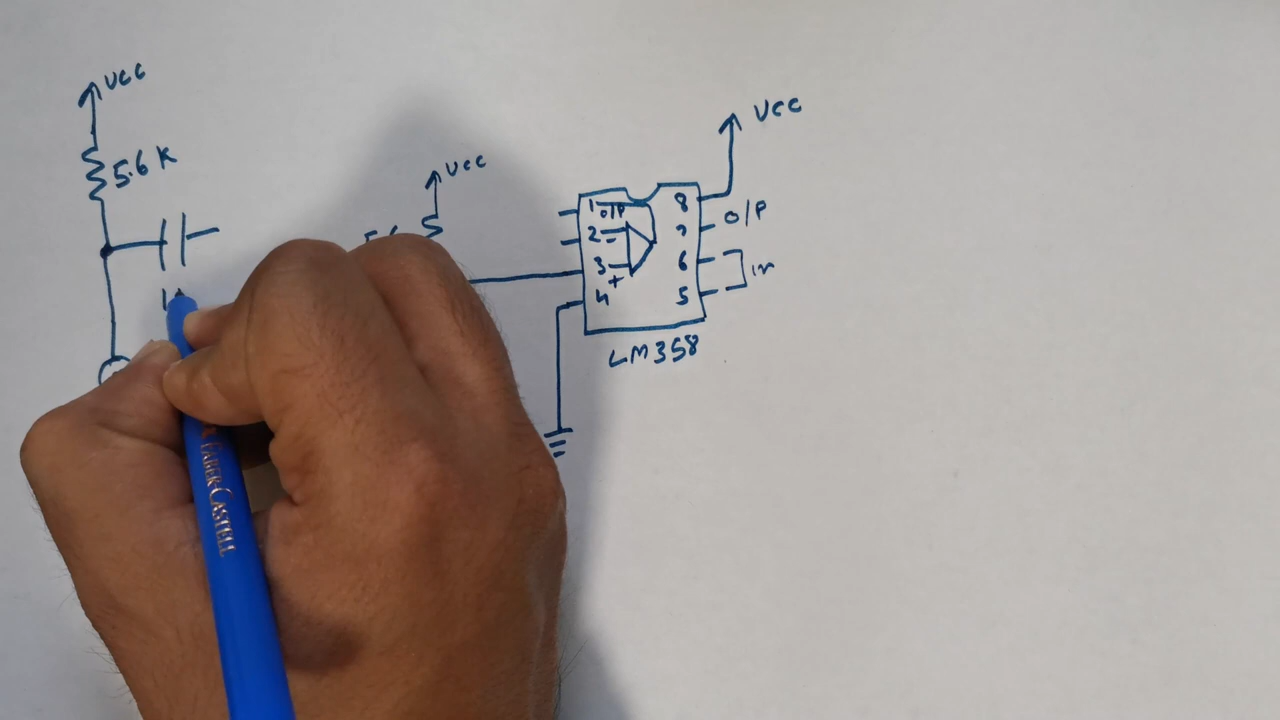 VCC
5.6 K
VCC
VCC
1 O/P
2 -
3
+
4
8
7
6
5
O/P
in
LM358
FABER-CASTELL